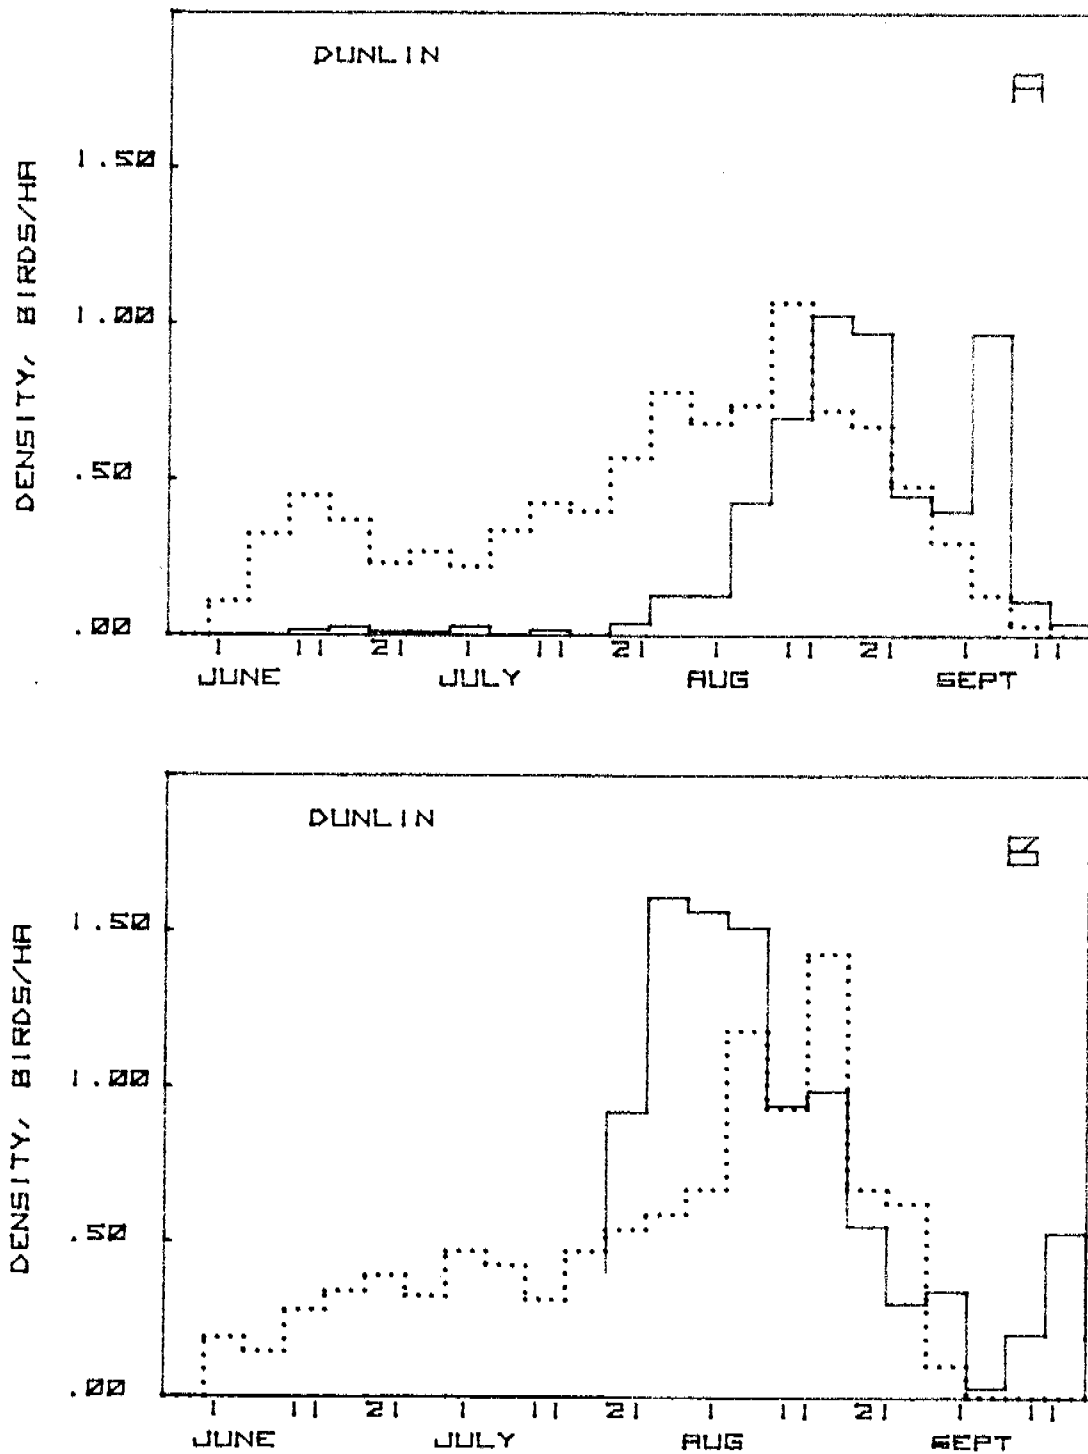 DUNLIN
A
1.50
1.00
.50
.00
DENSITY, BIRDS/HA
1 11 21 1 11 21 1 11 21 1 11
JUNE JULY AUG SEPT
DUNLIN
B
1.50
1.00
.50
.00
DENSITY, BIRDS/HA
1 11 21 1 11 21 1 11 21 1 11
JUNE JULY AUG SEPT